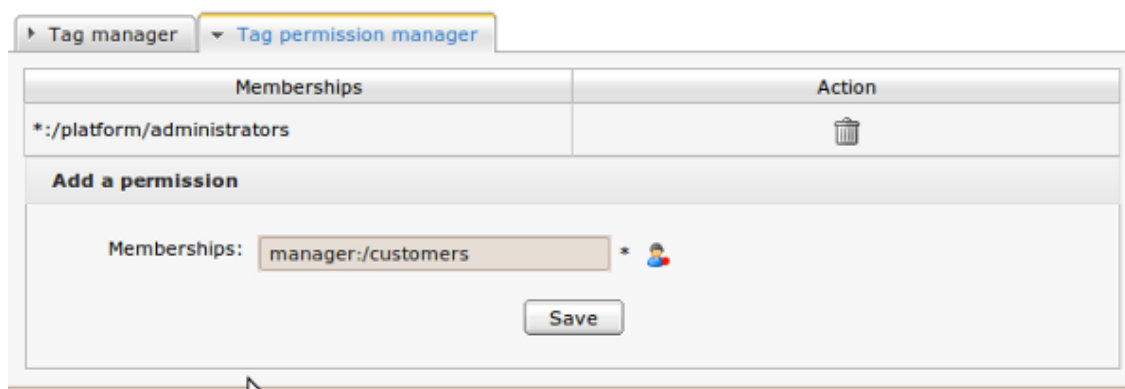 Tag manager Tag permission manager
Memberships Action
*:/platform/administrators
Add a permission
Memberships: manager:/customers *
Save